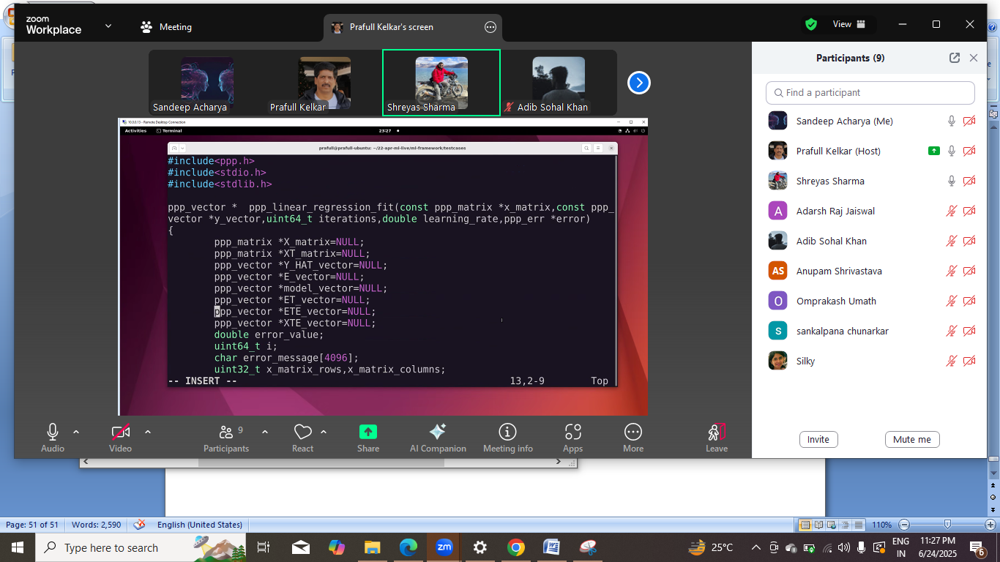 zoom
Workplace
Meeting
Prafull Kelkar's screen
View
Sandeep Acharya
Prafull Kelkar
Shreyas Sharma
Adib Sohal Khan
10.0.0.13 - Remote Desktop Connection
Activities
Terminal
23:27
prafull@prafull-ubuntu: ~/22-apr-ml-live/ml-framework/testcases
#include<ppp.h>
#include<stdio.h>
#include<stdlib.h>
ppp_vector *  ppp_linear_regression_fit(const ppp_matrix *x_matrix,const ppp_
vector *y_vector,uint64_t iterations,double learning_rate,ppp_err *error)
{
ppp_matrix *X_matrix=NULL;
ppp_matrix *XT_matrix=NULL;
ppp_vector *Y_HAT_vector=NULL;
ppp_vector *E_vector=NULL;
ppp_vector *model_vector=NULL;
ppp_vector *ET_vector=NULL;
ppp_vector *ETE_vector=NULL;
ppp_vector *XTE_vector=NULL;
double error_value;
uint64_t i;
char error_message[4096];
uint32_t x_matrix_rows,x_matrix_columns;
-- INSERT --
13,2-9
Top
Participants (9)
Find a participant
Sandeep Acharya (Me)
Prafull Kelkar (Host)
Shreyas Sharma
A
Adarsh Raj Jaiswal
Adib Sohal Khan
AS
Anupam Shrivastava
O
Omprakash Umath
s
sankalpana chunarkar
Silky
Invite
Mute me
Audio
Video
9
Participants
React
Share
AI Companion
Meeting info
Apps
More
Leave
Page: 51 of 51
Words: 2,590
English (United States)
110%
Type here to search
zm
25°C
ENG
IN
11:27 PM
6/24/2025
6